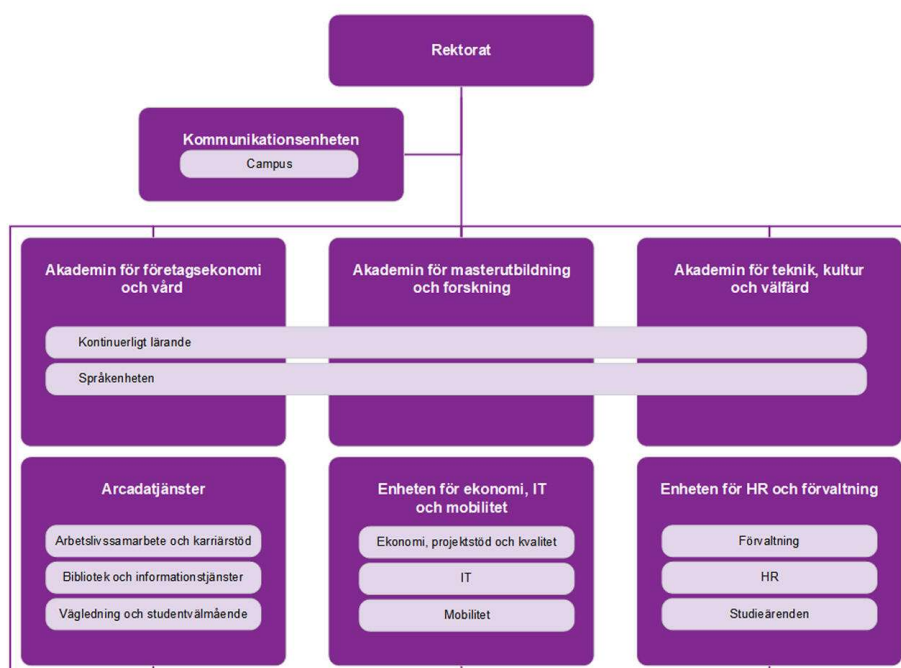 Rektorat
Kommunikationsenheten
Campus
Akademin för företagsekonomi
och vård
Akademin för masterutbildning
och forskning
Akademin för teknik, kultur
och välfärd
Kontinuerligt lärande
Språkenheten
Arcadatjänster
Arbetslivssamarbete och karriärstöd
Bibliotek och informationstjänster
Vägledning och studentvälmående
Enheten för ekonomi, IT
och mobilitet
Ekonomi, projektstöd och kvalitet
IT
Mobilitet
Enheten för HR och förvaltning
Förvaltning
HR
Studieärenden